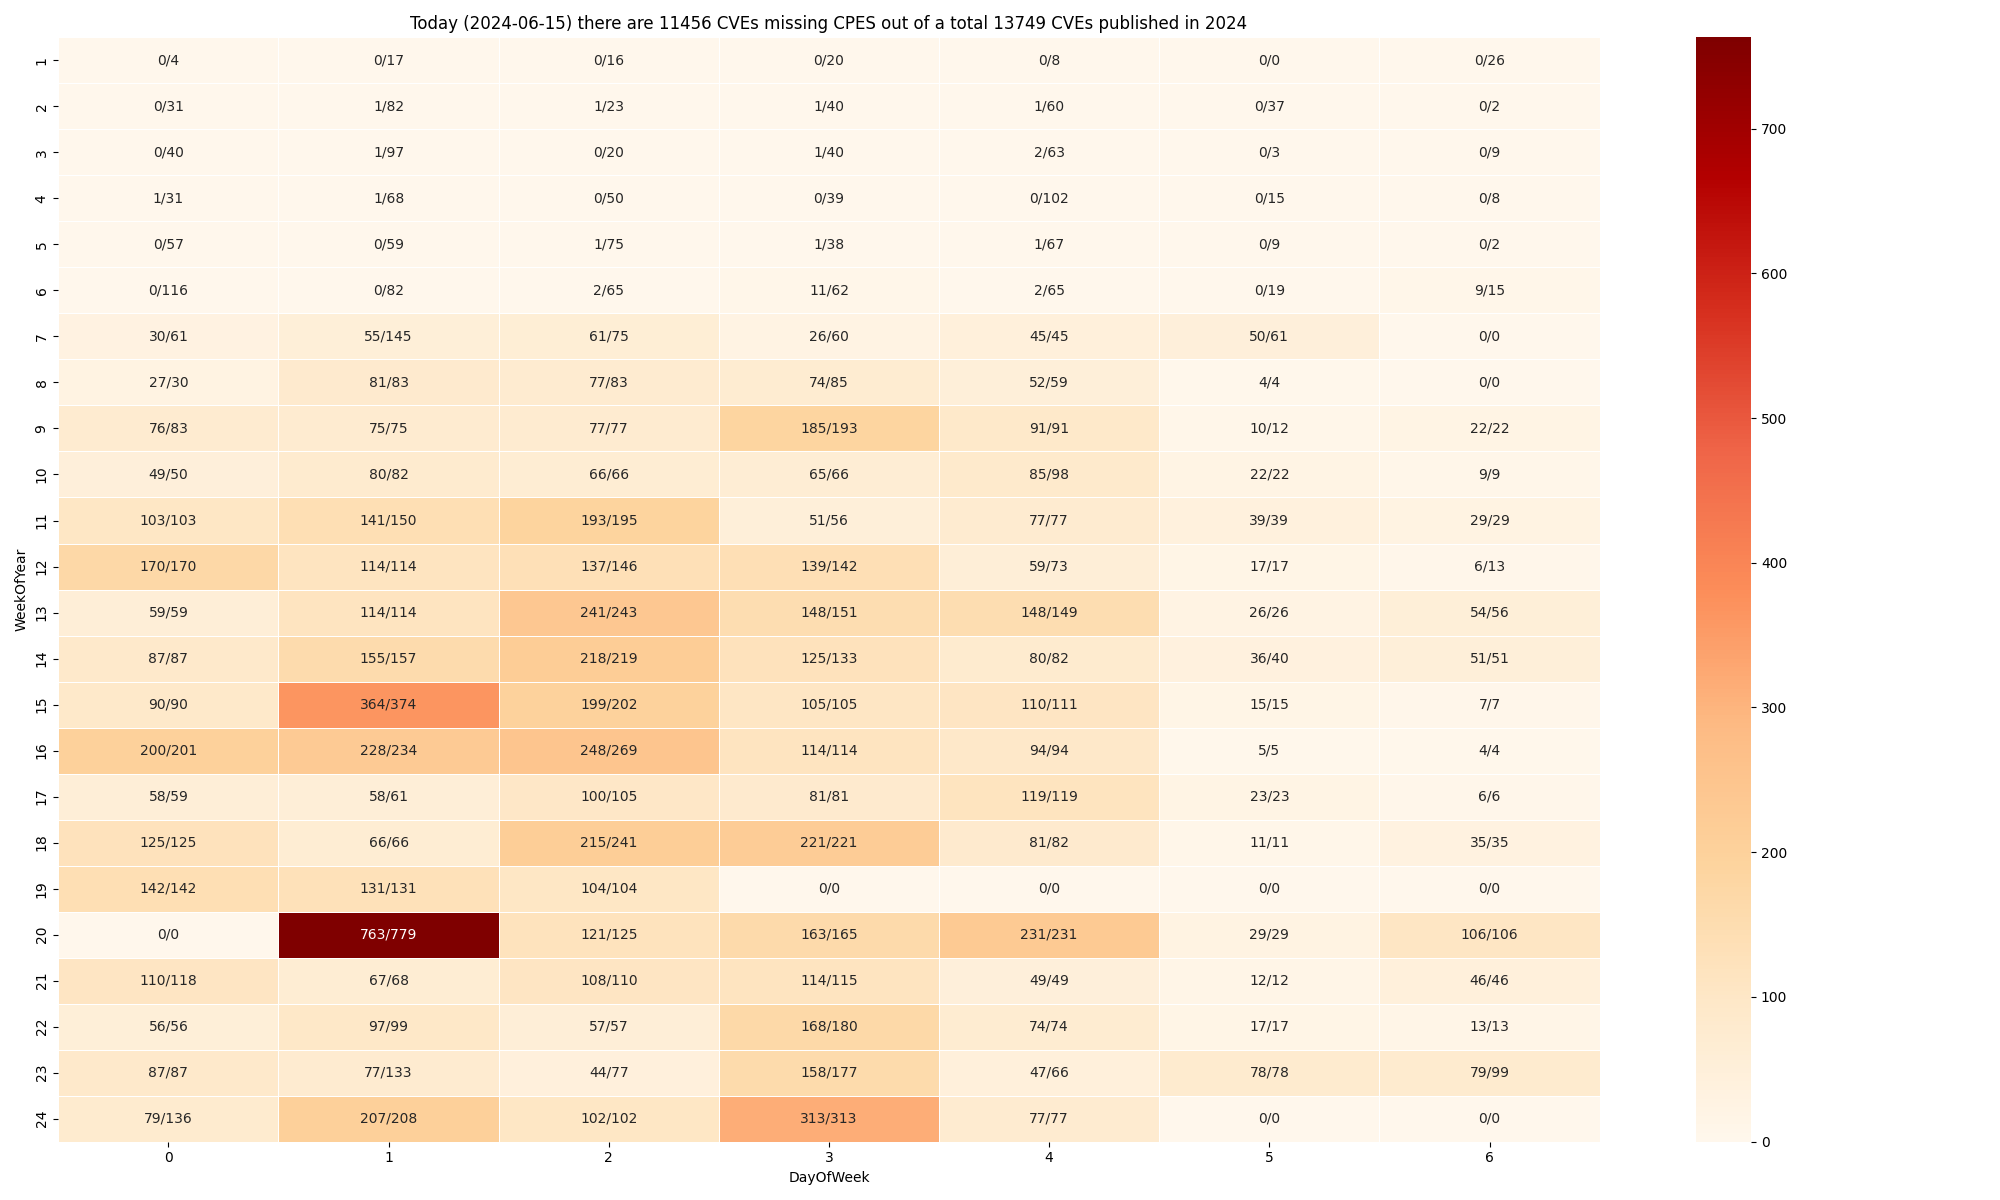 Today (2024-06-15) there are 11456 CVEs missing CPES out of a total 13749 CVEs published in 2024
WeekOfYear
1 0/4 0/17 0/16 0/20 0/8 0/0 0/26
2 0/31 1/82 1/23 1/40 1/60 0/37 0/2
3 0/40 1/97 0/20 1/40 2/63 0/3 0/9
4 1/31 1/68 0/50 0/39 0/102 0/15 0/8
5 0/57 0/59 1/75 1/38 1/67 0/9 0/2
6 0/116 0/82 2/65 11/62 2/65 0/19 9/15
7 30/61 55/145 61/75 26/60 45/45 50/61 0/0
8 27/30 81/83 77/83 74/85 52/59 4/4 0/0
9 76/83 75/75 77/77 185/193 91/91 10/12 22/22
10 49/50 80/82 66/66 65/66 85/98 22/22 9/9
11 103/103 141/150 193/195 51/56 77/77 39/39 29/29
12 170/170 114/114 137/146 139/142 59/73 17/17 6/13
13 59/59 114/114 241/243 148/151 148/149 26/26 54/56
14 87/87 155/157 218/219 125/133 80/82 36/40 51/51
15 90/90 364/374 199/202 105/105 110/111 15/15 7/7
16 200/201 228/234 248/269 114/114 94/94 5/5 4/4
17 58/59 58/61 100/105 81/81 119/119 23/23 6/6
18 125/125 66/66 215/241 221/221 81/82 11/11 35/35
19 142/142 131/131 104/104 0/0 0/0 0/0 0/0
20 0/0 763/779 121/125 163/165 231/231 29/29 106/106
21 110/118 67/68 108/110 114/115 49/49 12/12 46/46
22 56/56 97/99 57/57 168/180 74/74 17/17 13/13
23 87/87 77/133 44/77 158/177 47/66 78/78 79/99
24 79/136 207/208 102/102 313/313 77/77 0/0 0/0
0 1 2 3 4 5 6
DayOfWeek
700
600
500
400
300
200
100
0